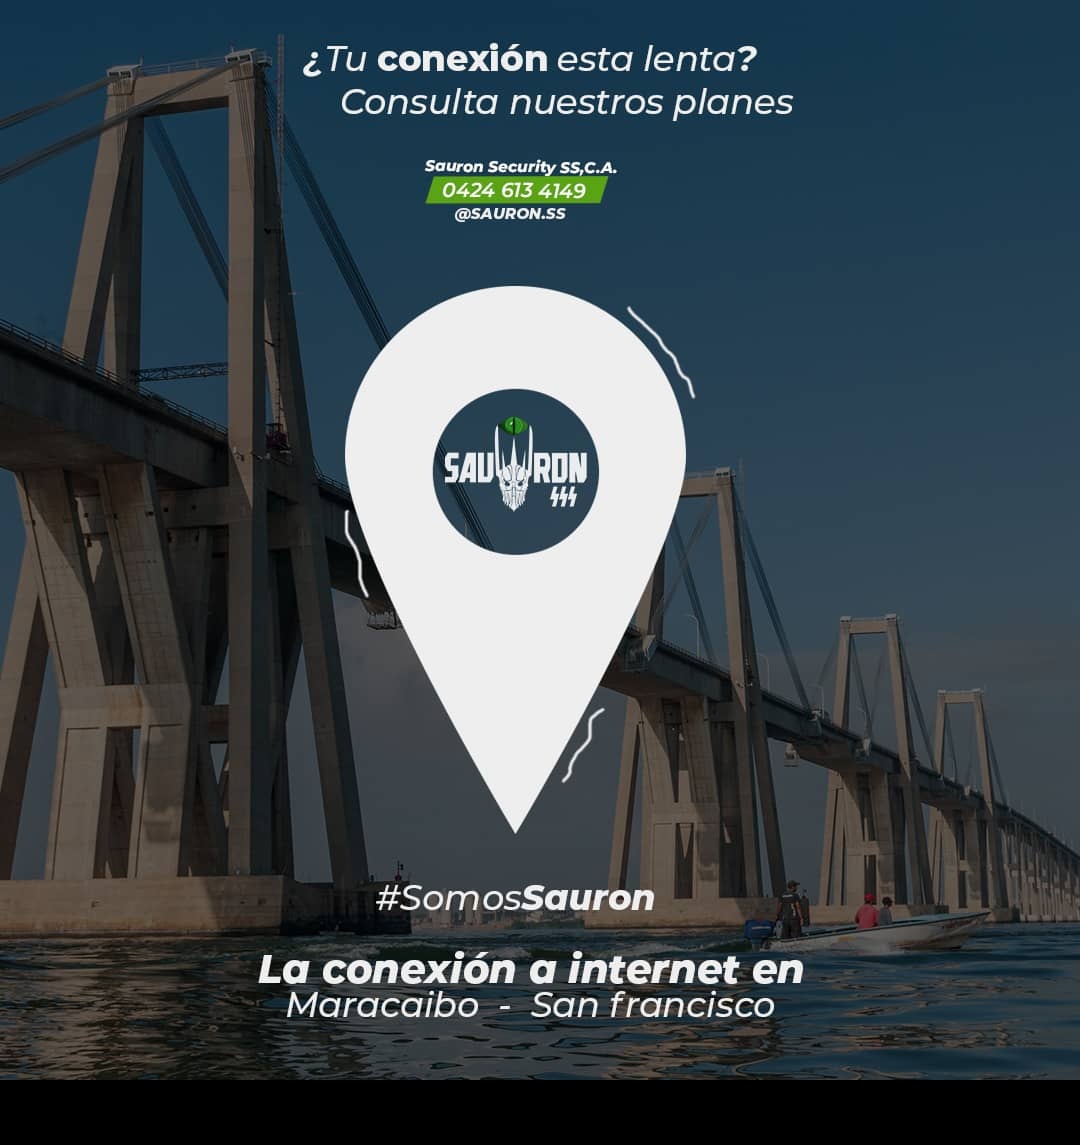 ¿Tu conexión esta lenta?
Consulta nuestros planes
Sauron Security SS,C.A.
0424 613 4149
@SAURON.SS
SAURON
#SomosSauron
La conexión a internet en
Maracaibo - San francisco